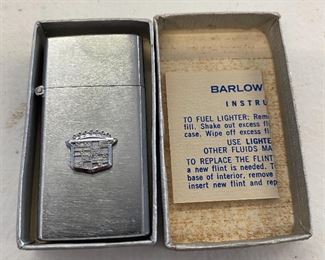 BARLOW
INSTRU
TO FUEL LIGHTER: Rem
fill. Shake out excess fl
case. Wipe off excess fl
USE LIGHTE
OTHER FLUIDS MA
TO REPLACE THE FLINT
a new flint is needed. T
base of interior, remove
insert new flint and rep